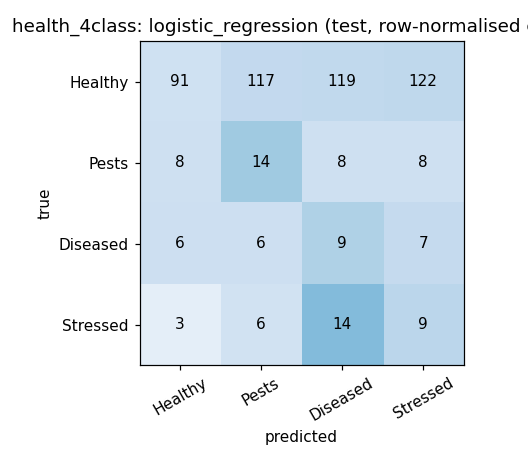 health_4class: logistic_regression (test, row-normalised
Healthy 91 117 119 122
Pests 8 14 8 8
Diseased 6 6 9 7
Stressed 3 6 14 9
true
Healthy Pests Diseased Stressed
predicted